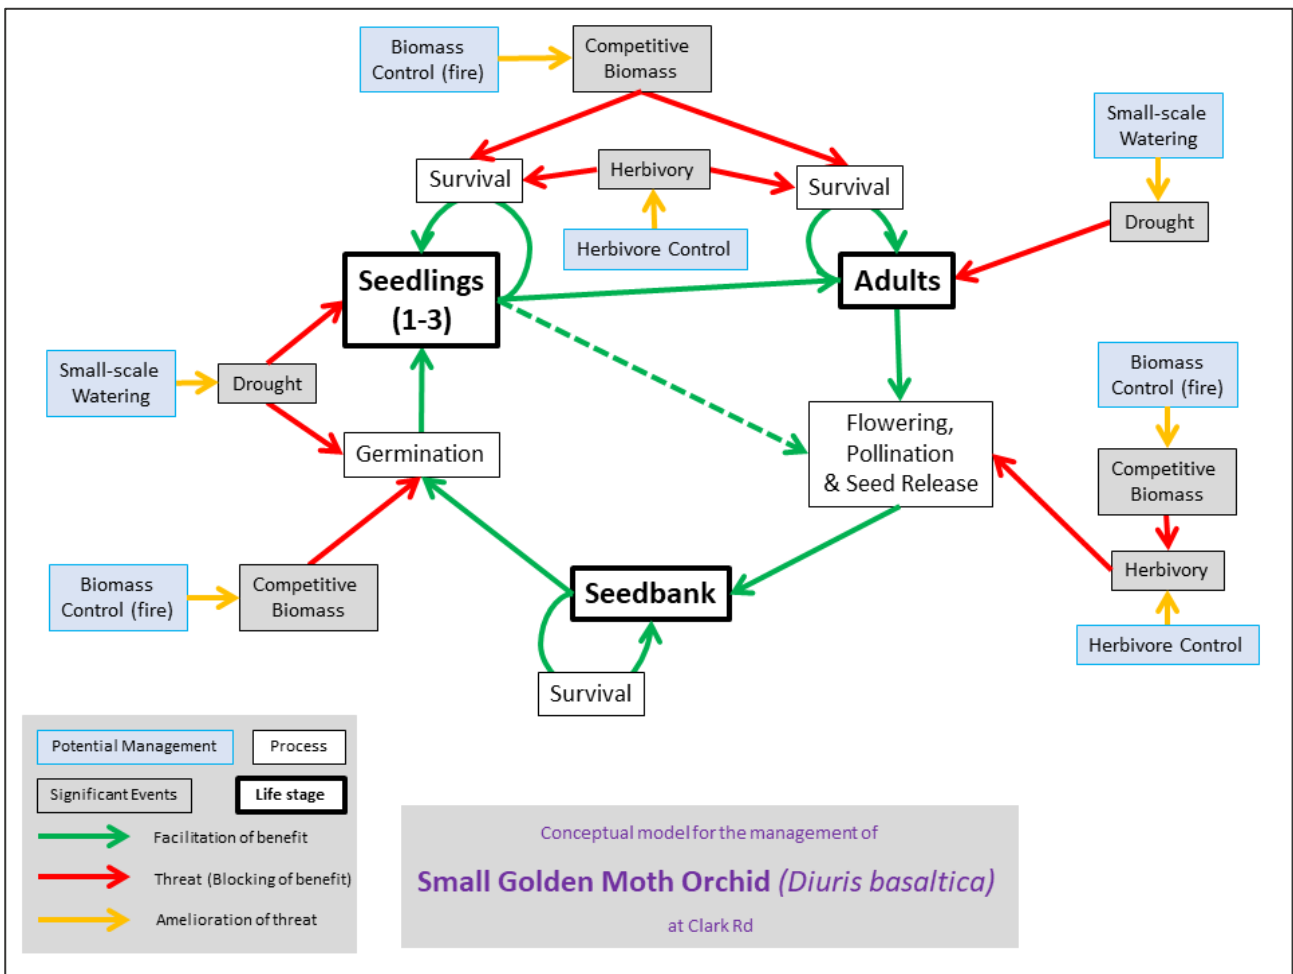 Biomass
Control (fire)
Competitive
Biomass
Small-scale
Watering
Survival
Herbivory
Survival
Drought
Herbivore Control
Seedlings
(1-3)
Adults
Small-scale
Watering
Drought
Biomass
Control (fire)
Flowering,
Pollination
& Seed Release
Germination
Competitive
Biomass
Herbivory
Biomass
Control (fire)
Competitive
Biomass
Seedbank
Herbivore Control
Survival
Potential Management
Process
Significant Events
Life stage
Facilitation of benefit
Threat (Blocking of benefit)
Amelioration of threat
Conceptual model for the management of
Small Golden Moth Orchid (Diuris basaltica)
at Clark Rd